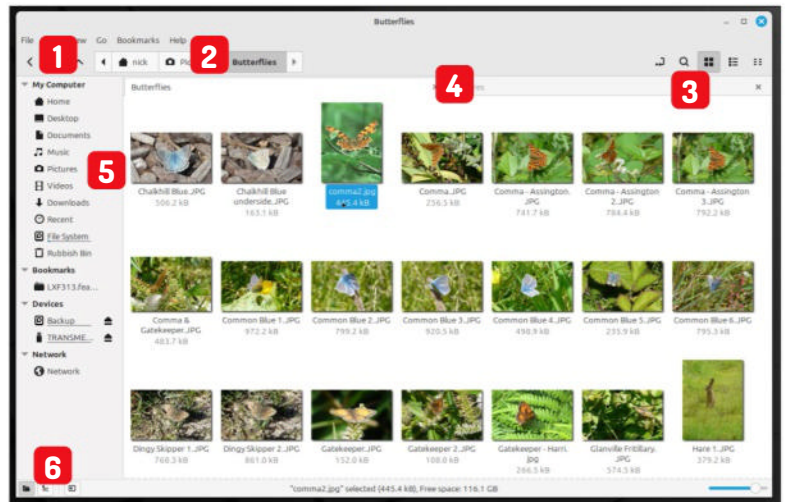 Butterflies
File
Go Bookmarks Help
1
2
nick
Butterflies
3
My Computer
Butterflies
4
Home
Desktop
Documents
Music
Pictures
5
Videos
Downloads
Recent
File System
Rubbish Bin
Bookmarks
LXF313.fea...
Devices
Backup
TRANSME...
Network
Network
Chalkhill Blue.JPG
506.2 kB
Chalkhill Blue
underside.JPG
163.1 kB
comma2.jpg
445.4 kB
Comma.JPG
256.5 kB
Comma - Assington.
JPG
741.7 kB
Comma - Assington
2.JPG
784.4 kB
Comma - Assington
3.JPG
792.2 kB
Comma &
Gatekeeper.JPG
483.7 kB
Common Blue 1.JPG
972.2 kB
Common Blue 2.JPG
799.2 kB
Common Blue 3.JPG
920.5 kB
Common Blue 4.JPG
498.9 kB
Common Blue 5.JPG
235.9 kB
Common Blue 6.JPG
795.3 kB
Dingy Skipper 1.JPG
760.3 kB
Dingy Skipper 2.JPG
861.0 kB
Gatekeeper.JPG
152.0 kB
Gatekeeper 2.JPG
108.0 kB
Gatekeeper - Harri.
jpg
266.5 kB
Glanville Fritillary.
JPG
574.5 kB
Hare 1.JPG
379.2 kB
6
"comma2.jpg" selected (445.4 kB), Free space: 116.1 GB